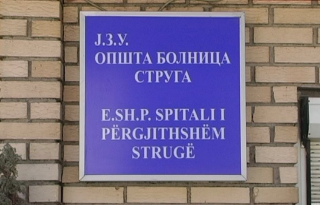 Ј.З.У.
ОПШТА БОЛНИЦА
СТРУГА
E.SH.P. SPITALI I
PËRGJITHSHËM
STRUGË